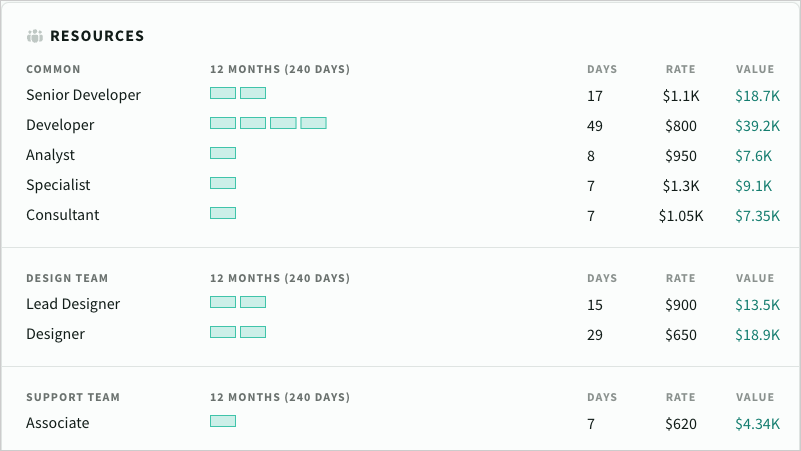 RESOURCES
COMMON 12 MONTHS (240 DAYS) DAYS RATE VALUE
Senior Developer 17 $1.1K $18.7K
Developer 49 $800 $39.2K
Analyst 8 $950 $7.6K
Specialist 7 $1.3K $9.1K
Consultant 7 $1.05K $7.35K
DESIGN TEAM 12 MONTHS (240 DAYS) DAYS RATE VALUE
Lead Designer 15 $900 $13.5K
Designer 29 $650 $18.9K
SUPPORT TEAM 12 MONTHS (240 DAYS) DAYS RATE VALUE
Associate 7 $620 $4.34K